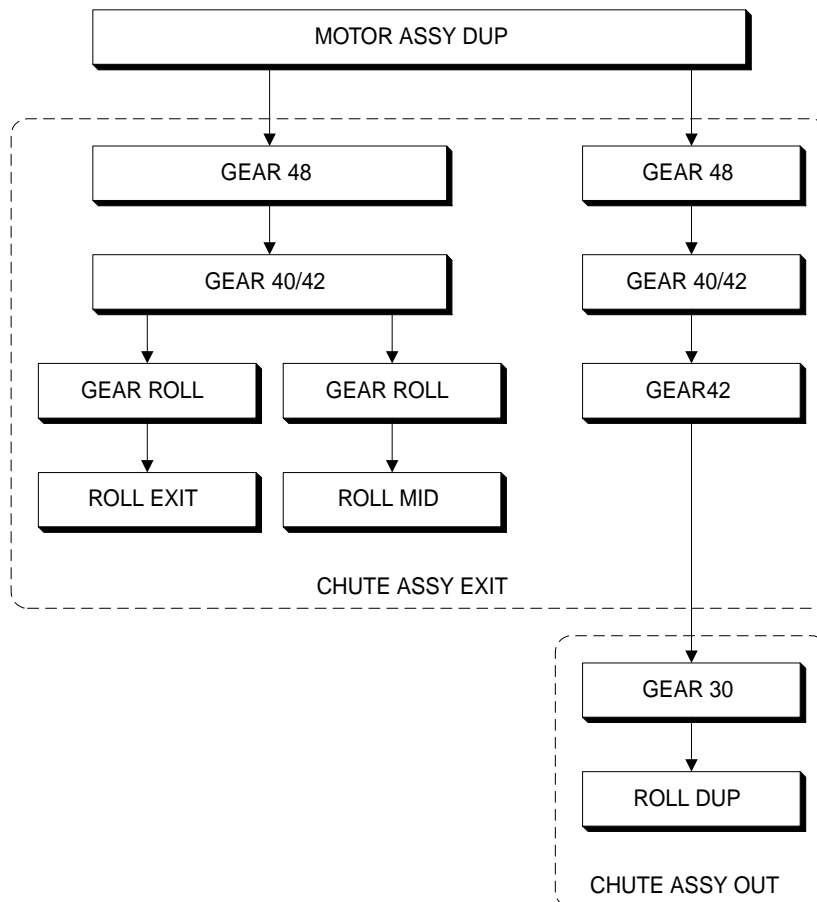 MOTOR ASSY DUP
GEAR 48
GEAR 48
GEAR 40/42
GEAR 40/42
GEAR ROLL
GEAR ROLL
GEAR42
ROLL EXIT
ROLL MID
CHUTE ASSY EXIT
GEAR 30
ROLL DUP
CHUTE ASSY OUT